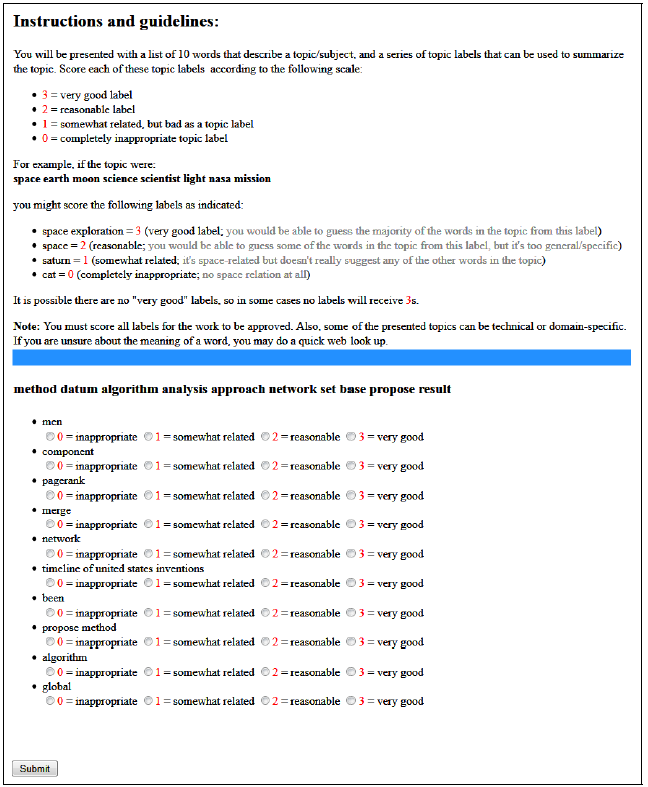 Instructions and guidelines:
You will be presented with a list of 10 words that describe a topic/subject, and a series of topic labels that can be used to summarize
the topic. Score each of these topic labels according to the following scale:
• 3 = very good label
• 2 = reasonable label
• 1 = somewhat related, but bad as a topic label
• 0 = completely inappropriate topic label
For example, if the topic were:
space earth moon science scientist light nasa mission
you might score the following labels as indicated:
• space exploration = 3 (very good label; you would be able to guess the majority of the words in the topic from this label)
• space = 2 (reasonable; you would be able to guess some of the words in the topic from this label, but it's too general/specific)
• saturn = 1 (somewhat related; it's space-related but doesn't really suggest any of the other words in the topic)
• cat = 0 (completely inappropriate; no space relation at all)
It is possible there are no "very good" labels, so in some cases no labels will receive 3s.
Note: You must score all labels for the work to be approved. Also, some of the presented topics can be technical or domain-specific.
If you are unsure about the meaning of a word, you may do a quick web look up.
method datum algorithm analysis approach network set base propose result
• men
0 = inappropriate 1 = somewhat related 2 = reasonable 3 = very good
• component
0 = inappropriate 1 = somewhat related 2 = reasonable 3 = very good
• pagerank
0 = inappropriate 1 = somewhat related 2 = reasonable 3 = very good
• merge
0 = inappropriate 1 = somewhat related 2 = reasonable 3 = very good
• network
0 = inappropriate 1 = somewhat related 2 = reasonable 3 = very good
• timeline of united states inventions
0 = inappropriate 1 = somewhat related 2 = reasonable 3 = very good
• been
0 = inappropriate 1 = somewhat related 2 = reasonable 3 = very good
• propose method
0 = inappropriate 1 = somewhat related 2 = reasonable 3 = very good
• algorithm
0 = inappropriate 1 = somewhat related 2 = reasonable 3 = very good
• global
0 = inappropriate 1 = somewhat related 2 = reasonable 3 = very good
Submit